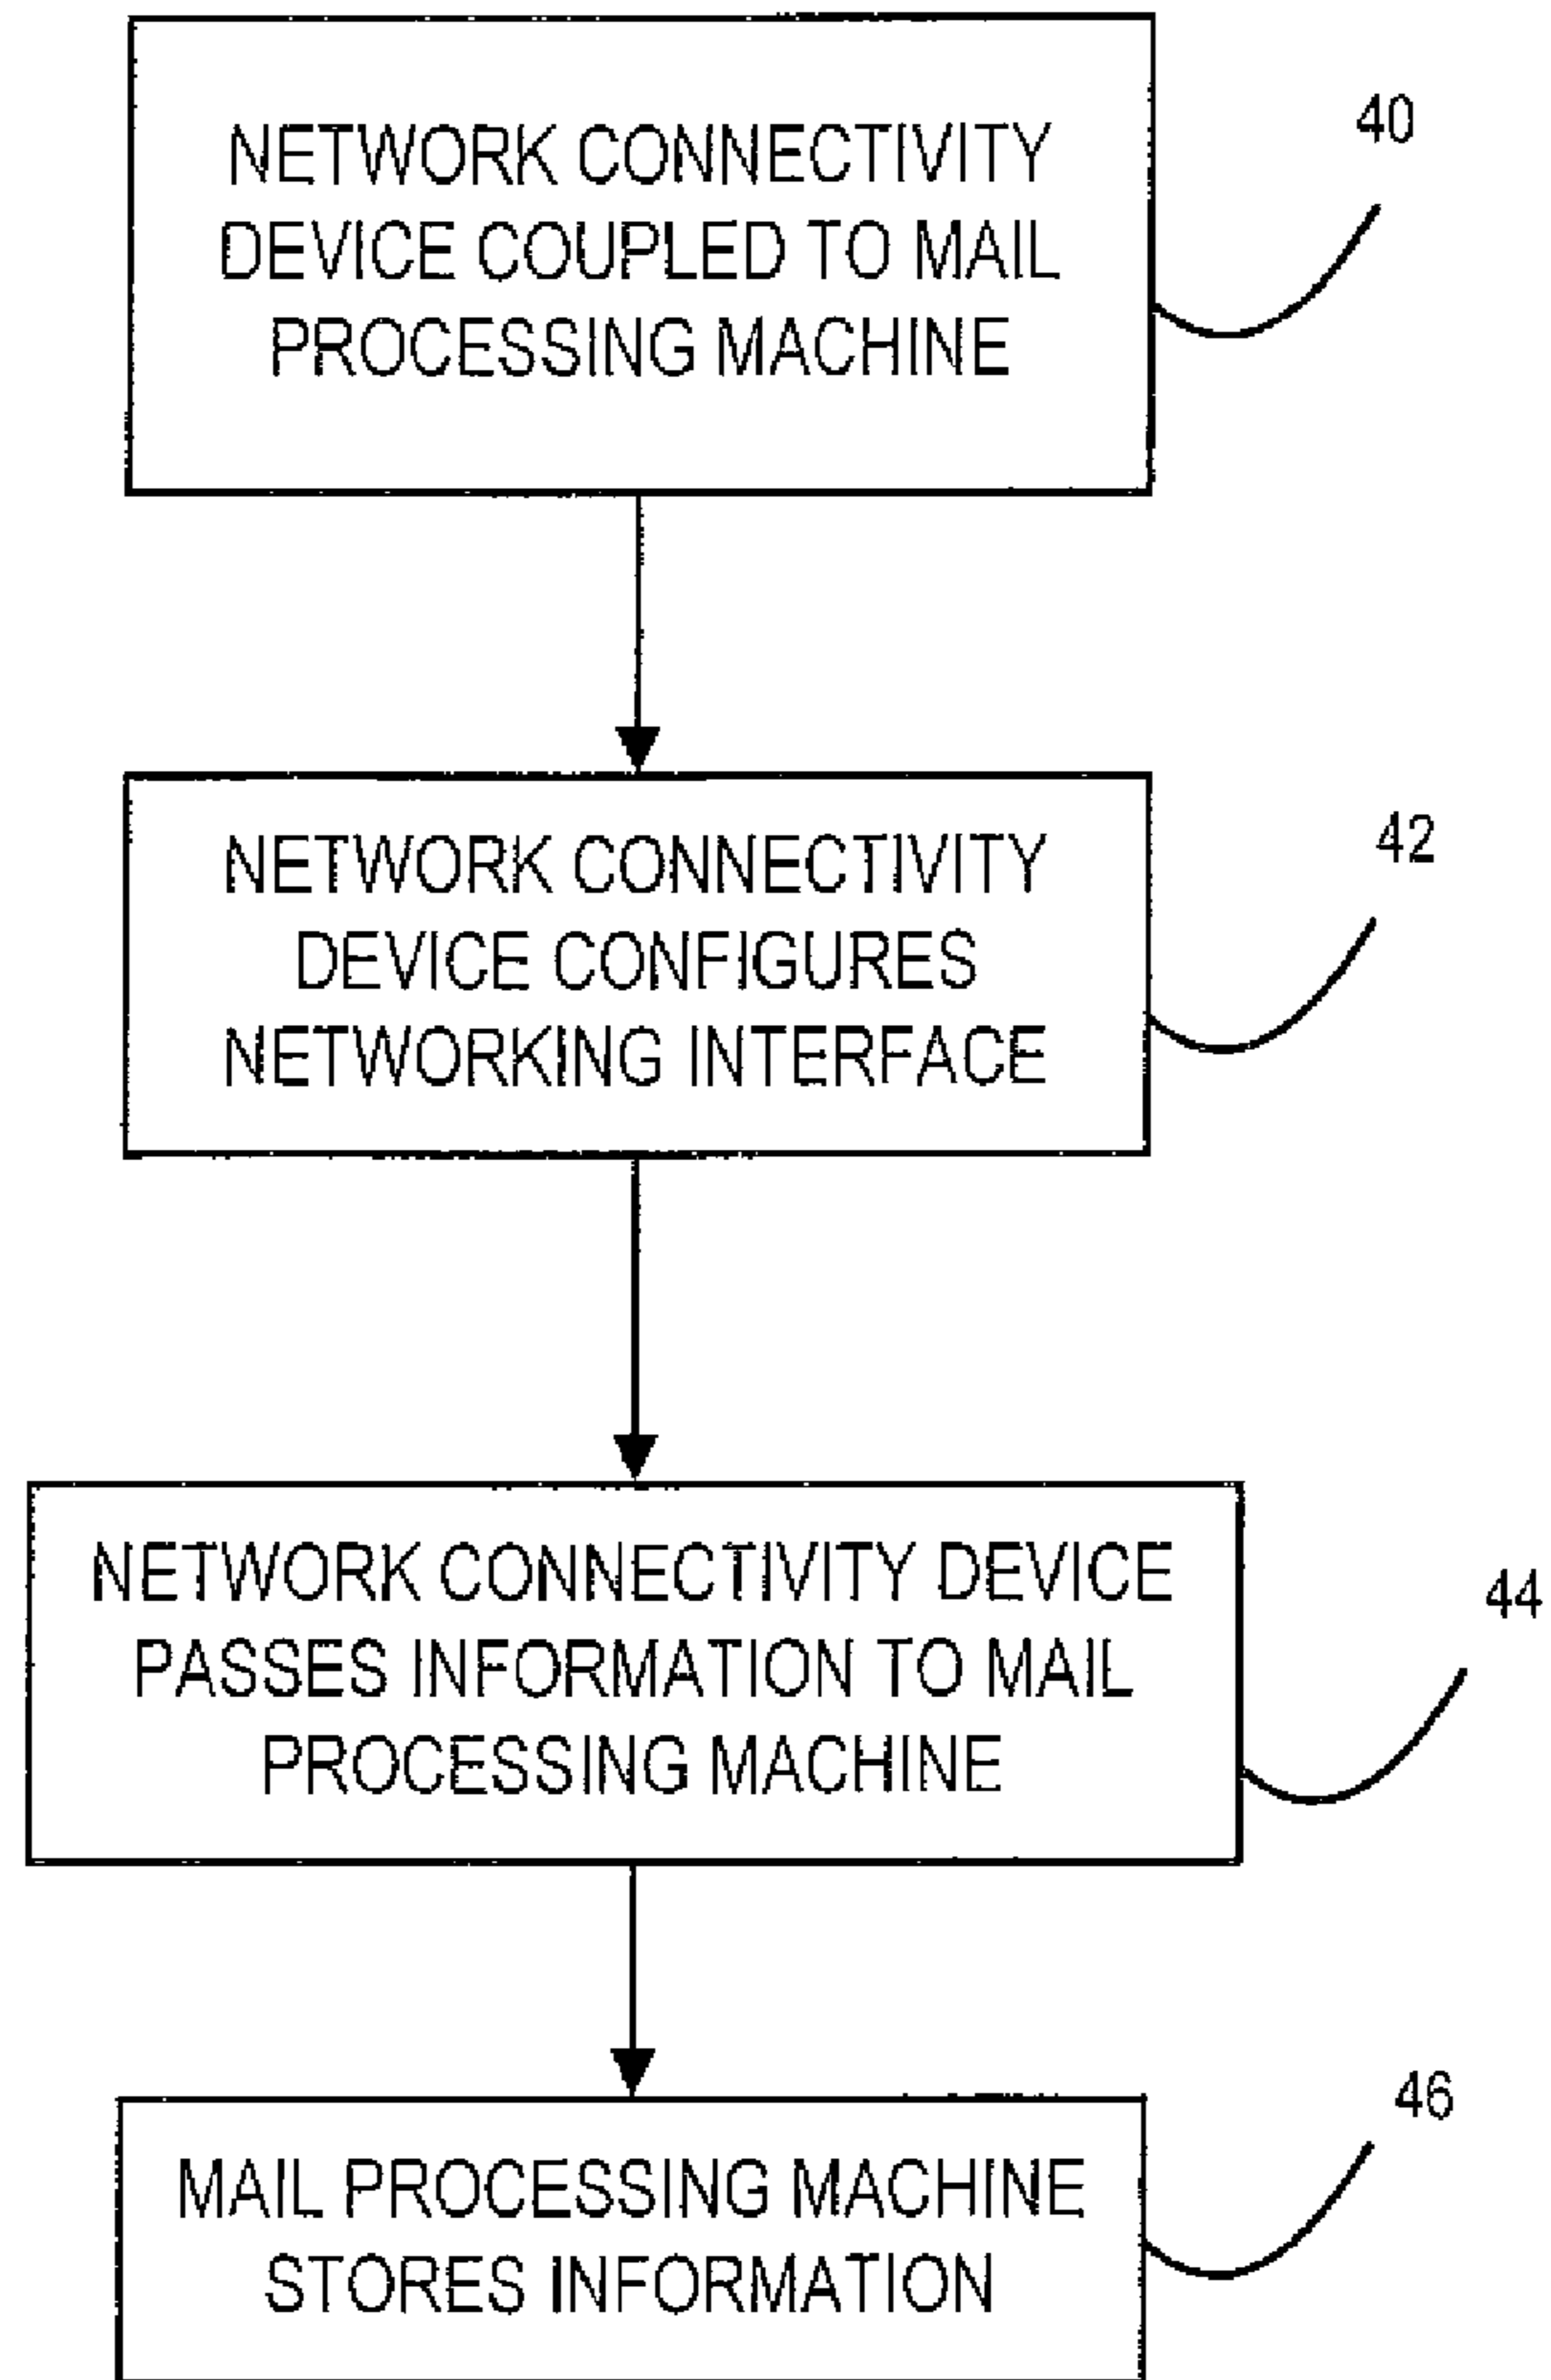 NETWORK CONNECTIVITY
DEVICE COUPLED TO MAIL
PROCESSING MACHINE
40
NETWORK CONNECTIVITY
DEVICE CONFIGURES
NETWORKING INTERFACE
42
NETWORK CONNECTIVITY DEVICE
PASSES INFORMATION TO MAIL
PROCESSING MACHINE
44
MAIL PROCESSING MACHINE
STORES INFORMATION
46